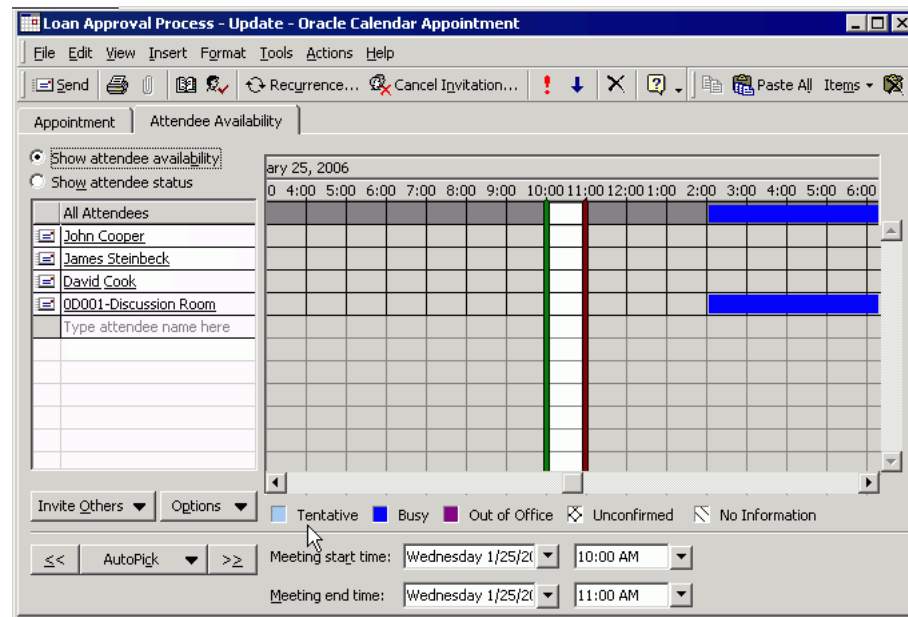 Loan Approval Process - Update - Oracle Calendar Appointment
File Edit View Insert Format Tools Actions Help
Send Recurrence... Cancel Invitation... Paste All Items
Appointment Attendee Availability
Show attendee availability
Show attendee status
ary 25, 2006
0 4:00 5:00 6:00 7:00 8:00 9:00 10:00 11:00 12:00 1:00 2:00 3:00 4:00 5:00 6:00
All Attendees
John Cooper
James Steinbeck
David Cook
0D001-Discussion Room
Type attendee name here
Invite Others Options
Tentative Busy Out of Office Unconfirmed No Information
<< AutoPick >>
Meeting start time: Wednesday 1/25/20 10:00 AM
Meeting end time: Wednesday 1/25/20 11:00 AM